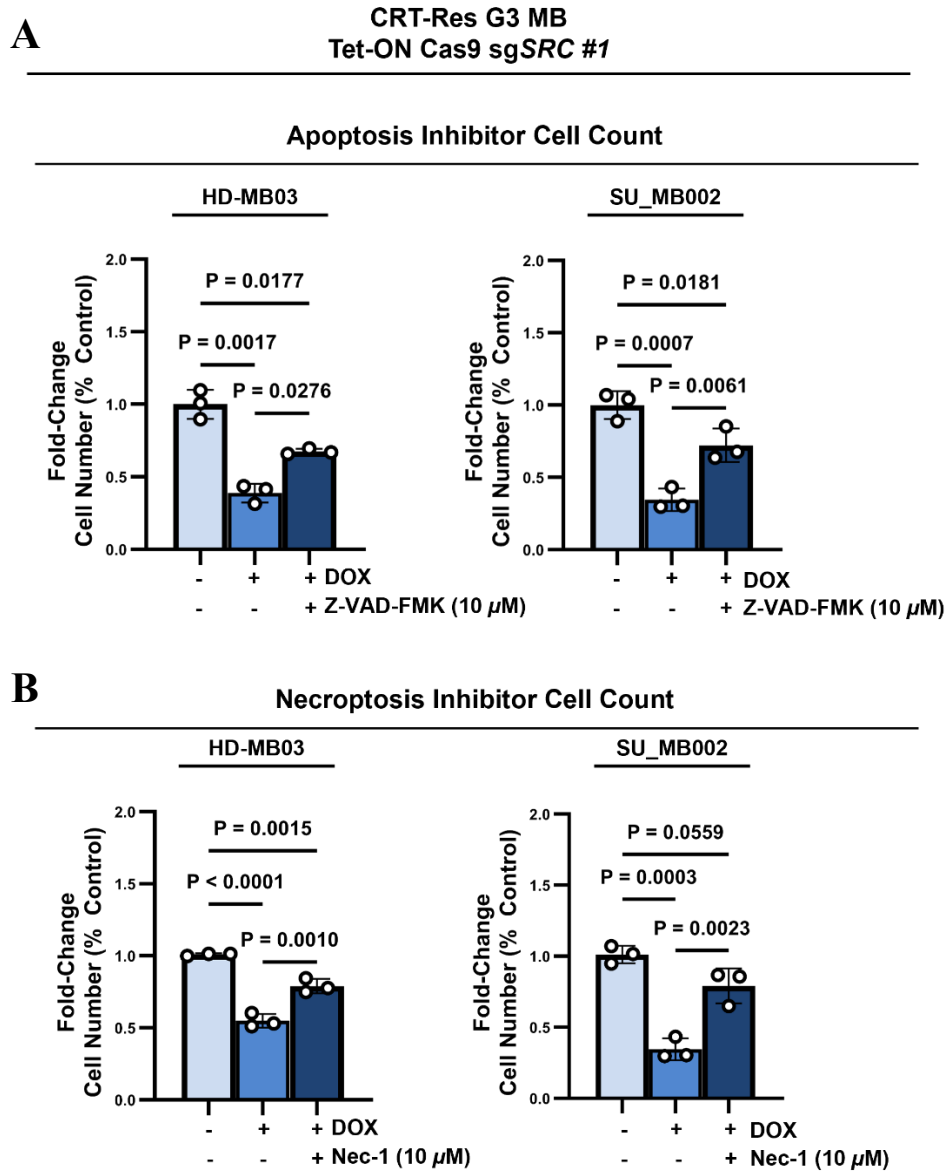 A
CRT-Res G3 MB
Tet-ON Cas9 sgSRC #1
Apoptosis Inhibitor Cell Count
HD-MB03
Fold-Change
Cell Number (% Control)
2.0
1.5
1.0
0.5
0.0
P = 0.0177
P = 0.0017
P = 0.0276
- + + DOX
- - + Z-VAD-FMK (10 µM)
SU_MB002
Fold-Change
Cell Number (% Control)
2.0
1.5
1.0
0.5
0.0
P = 0.0181
P = 0.0007
P = 0.0061
- + + DOX
- - + Z-VAD-FMK (10 µM)
B
Necroptosis Inhibitor Cell Count
HD-MB03
Fold-Change
Cell Number (% Control)
2.0
1.5
1.0
0.5
0.0
P = 0.0015
P < 0.0001
P = 0.0010
- + + DOX
- - + Nec-1 (10 µM)
SU_MB002
Fold-Change
Cell Number (% Control)
2.0
1.5
1.0
0.5
0.0
P = 0.0559
P = 0.0003
P = 0.0023
- + + DOX
- - + Nec-1 (10 µM)